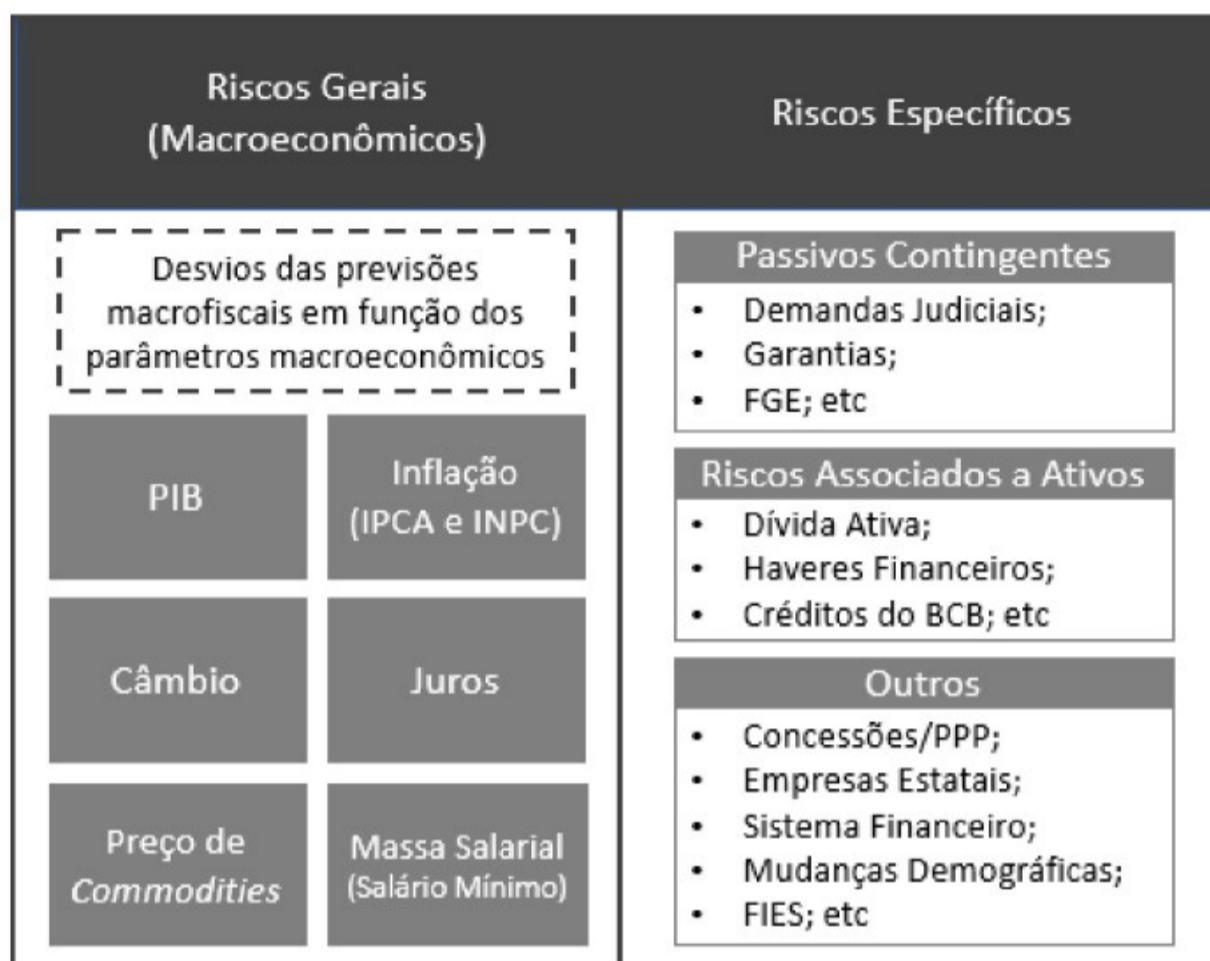 Riscos Gerais
(Macroeconômicos)
Desvios das previsões
macrofiscais em função dos
parâmetros macroeconômicos
PIB
Inflação
(IPCA e INPC)
Câmbio
Juros
Preço de
Commodities
Massa Salarial
(Salário Mínimo)
Riscos Específicos
Passivos Contingentes
• Demandas Judiciais;
• Garantias;
• FGE; etc
Riscos Associados a Ativos
• Dívida Ativa;
• Haveres Financeiros;
• Créditos do BCB; etc
Outros
• Concessões/PPP;
• Empresas Estatais;
• Sistema Financeiro;
• Mudanças Demográficas;
• FIES; etc